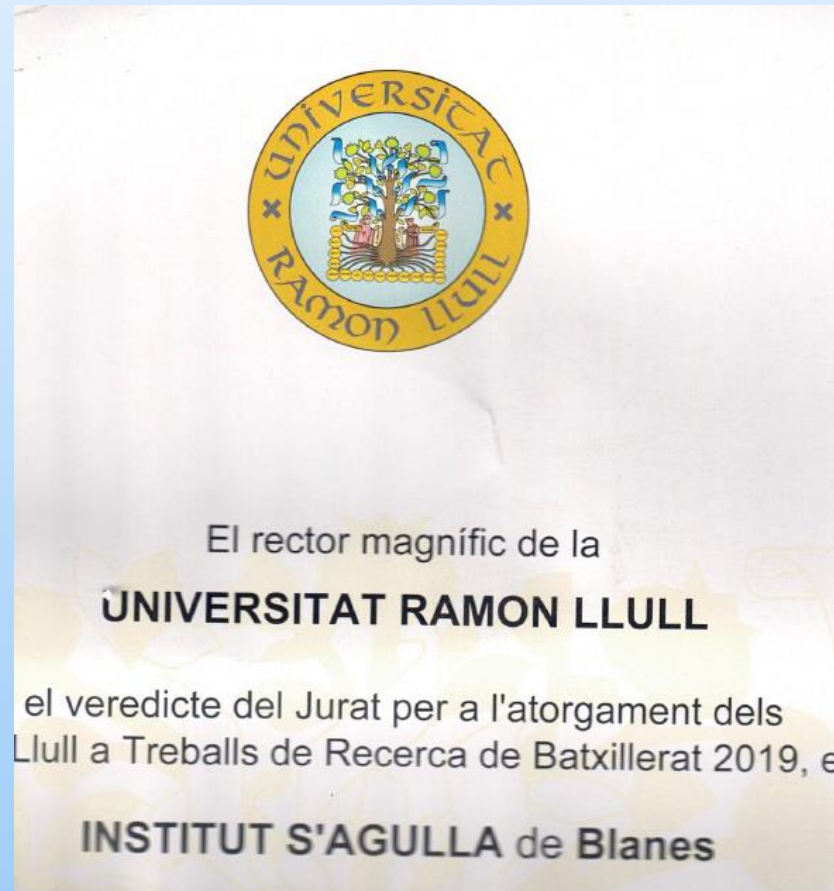 UNIVERSITAT
RAMON LLULL
El rector magnífic de la
UNIVERSITAT RAMON LLULL
el veredicte del Jurat per a l'atorgament dels
Llull a Treballs de Recerca de Batxillerat 2019, e
INSTITUT S'AGULLA de Blanes